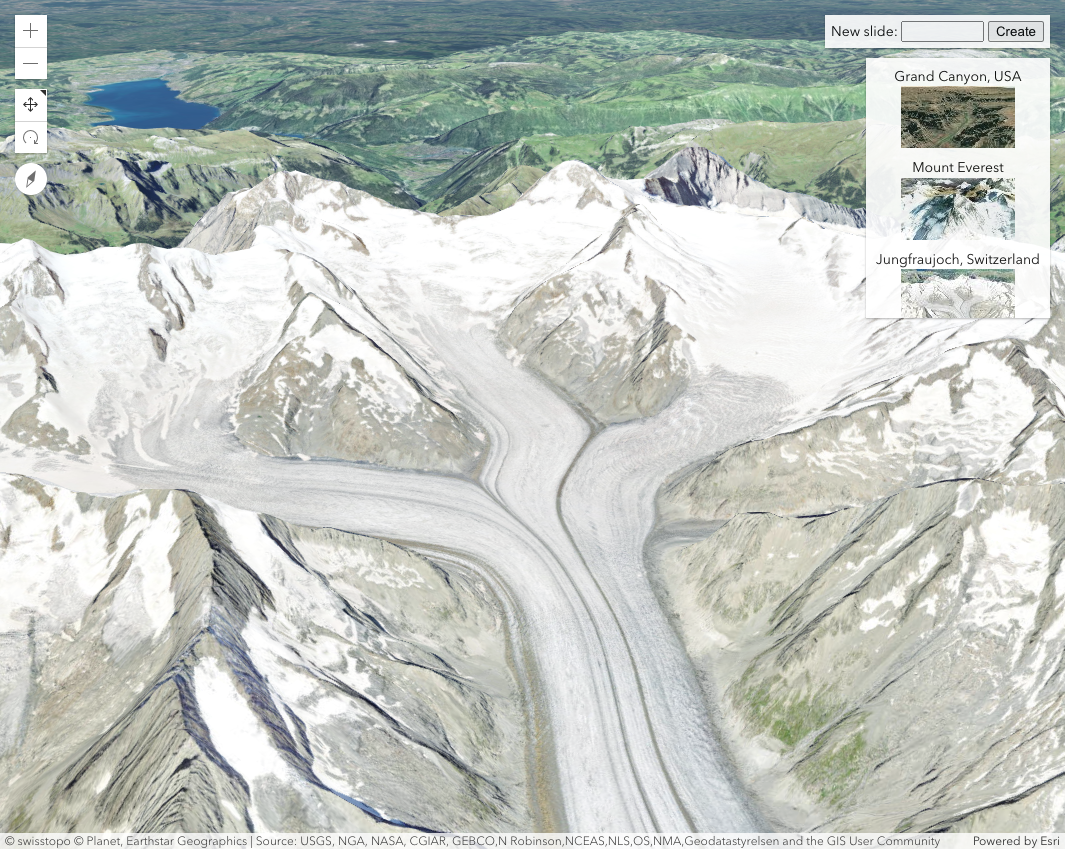 New slide: Create
Grand Canyon, USA
Mount Everest
Jungfraujoch, Switzerland
© swisstopo © Planet, Earthstar Geographics | Source: USGS, NGA, NASA, CGIAR, GEBCO,N Robinson,NCEAS,NLS,OS,NMA,Geodatastyrelsen and the GIS User Community Powered by Esri